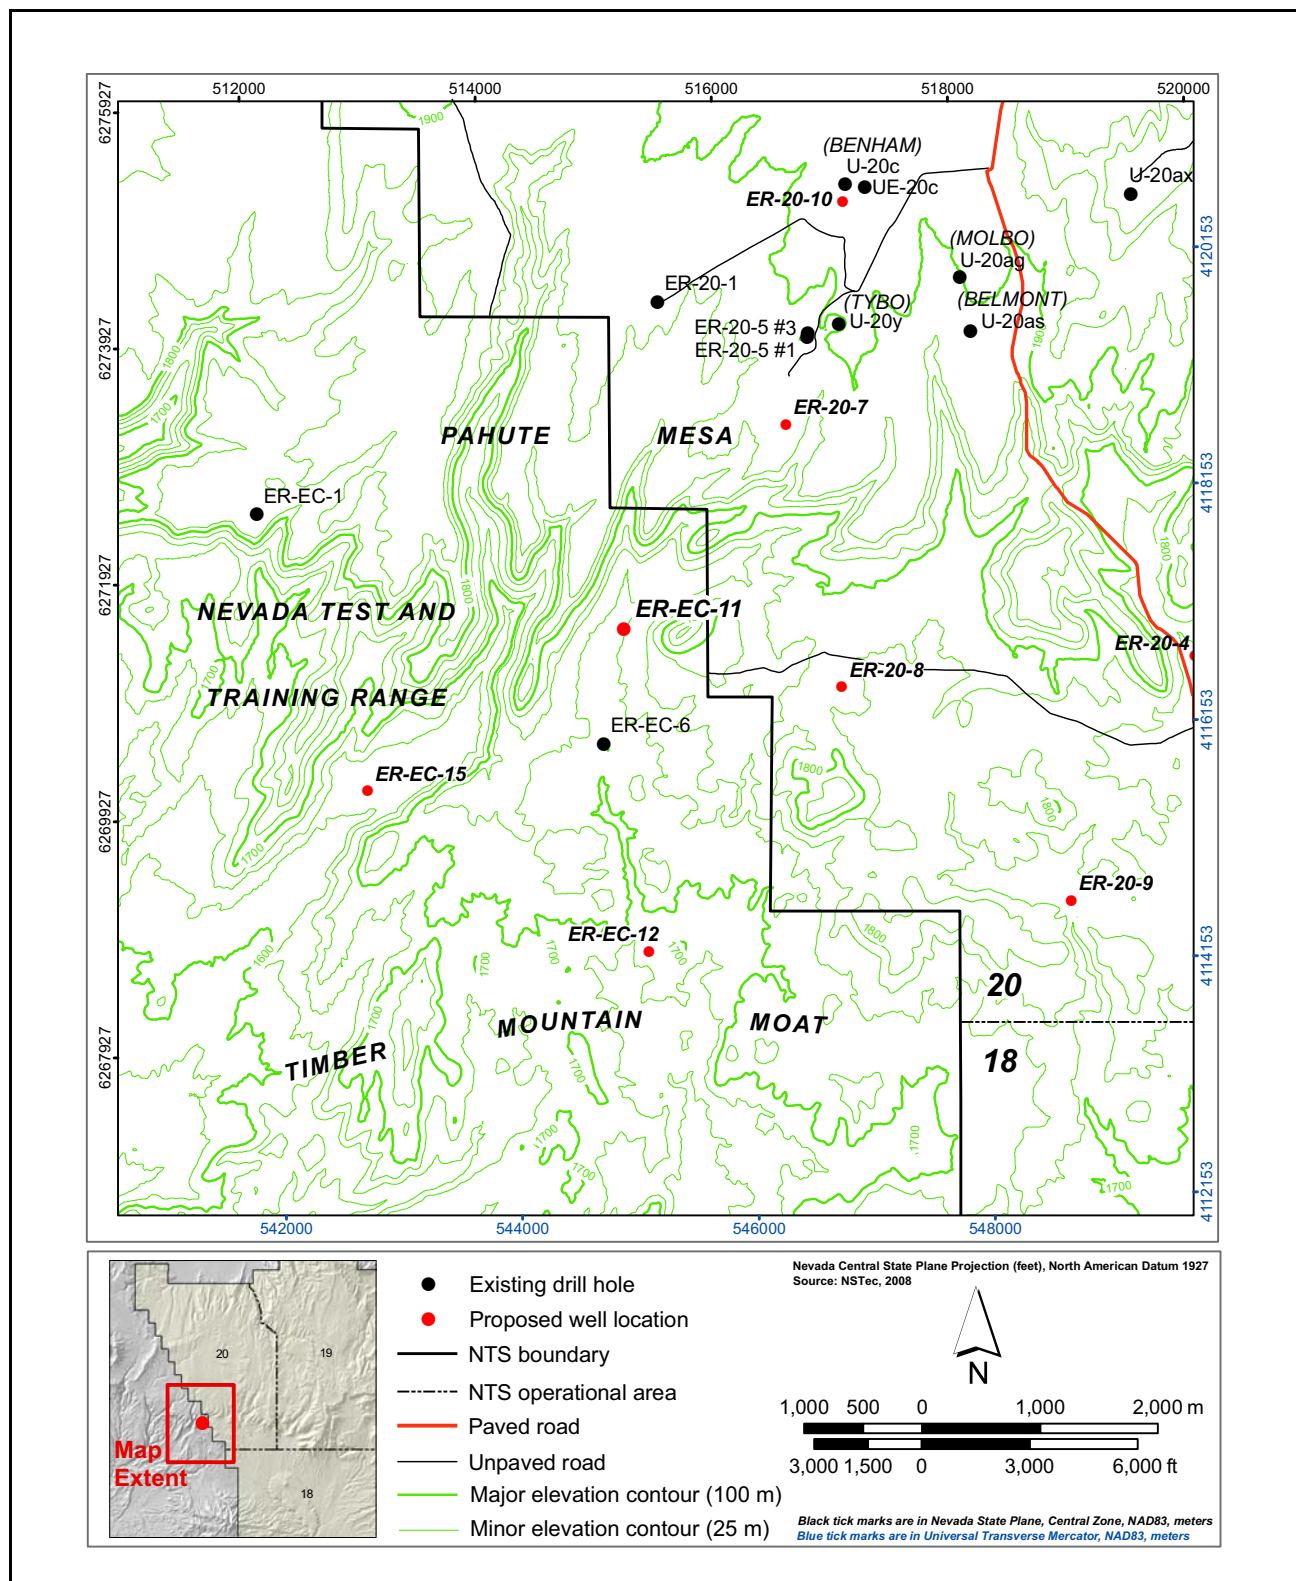 512000
514000
516000
518000
520000
6275927
6273927
6271927
6269927
6267927
4120153
4118153
4116153
4114153
4112153
542000
544000
546000
548000
1900
(BENHAM)
U-20c
UE-20c
ER-20-10
U-20ax
(MOLBO)
U-20ag
ER-20-1
(TYBO)
U-20y
(BELMONT)
U-20as
ER-20-5 #3
ER-20-5 #1
1900
1800
1700
ER-20-7
PAHUTE
MESA
ER-EC-1
1800
1800
NEVADA TEST AND
TRAINING RANGE
1700
ER-EC-11
ER-20-4
ER-20-8
ER-EC-6
ER-EC-15
1800
1800
1700
ER-20-9
ER-EC-12
1600
1700
1700
1700
1800
20
18
1700
TIMBER
MOUNTAIN
MOAT
1700
1700
1700
1700
1700
20
19
18
Map
Extent
Existing drill hole
Proposed well location
NTS boundary
NTS operational area
Paved road
Unpaved road
Major elevation contour (100 m)
Minor elevation contour (25 m)
Nevada Central State Plane Projection (feet), North American Datum 1927
Source: NSTec, 2008
N
1,000 500 0 1,000 2,000 m
3,000 1,500 0 3,000 6,000 ft
Black tick marks are in Nevada State Plane, Central Zone, NAD83, meters
Blue tick marks are in Universal Transverse Mercator, NAD83, meters